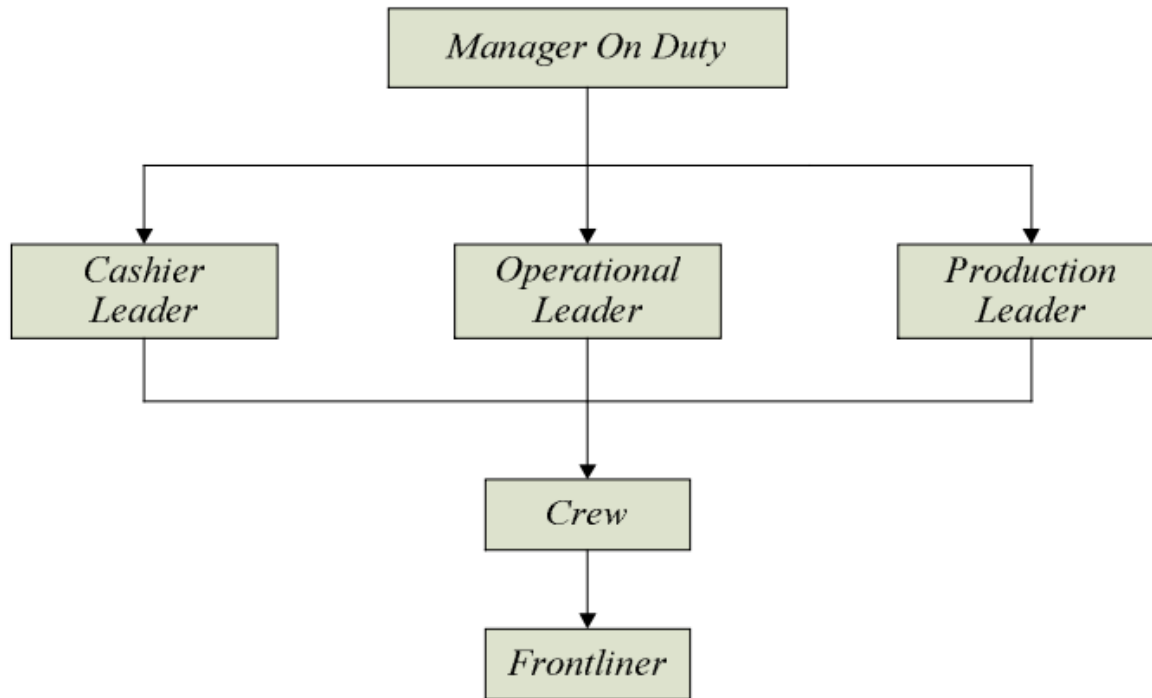 Manager On Duty
Cashier
Leader
Operational
Leader
Production
Leader
Crew
Frontliner